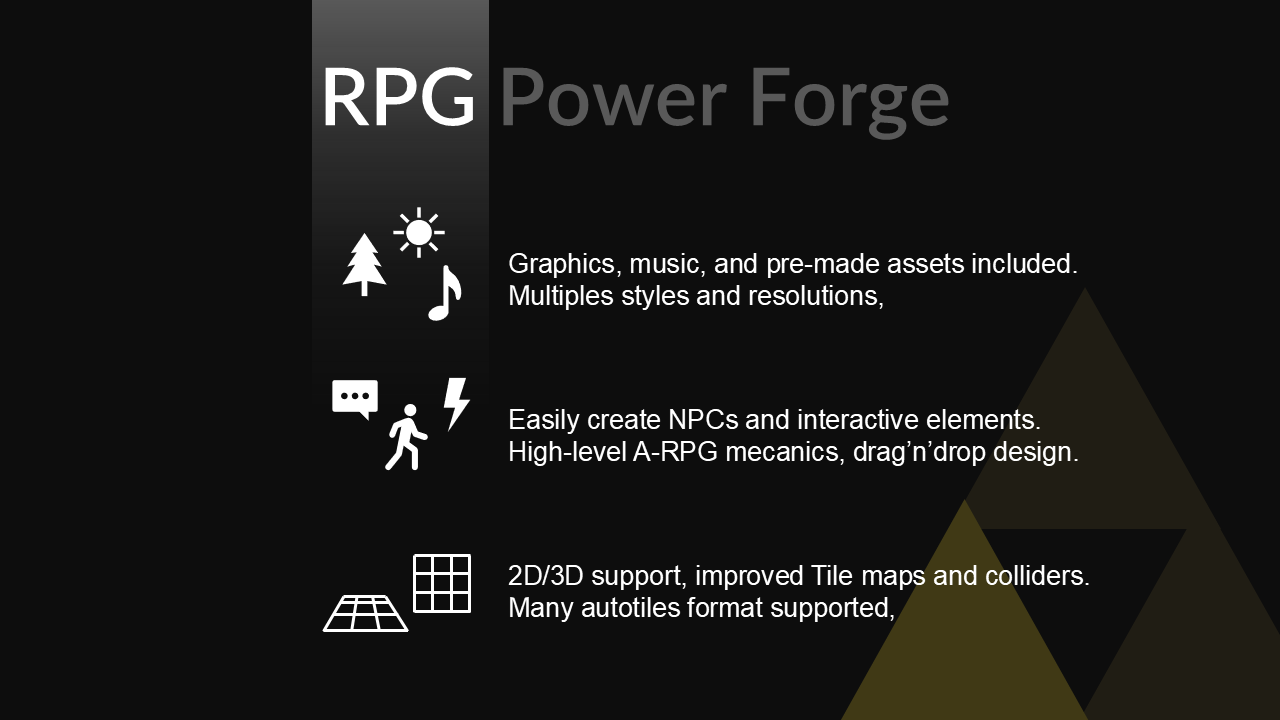 RPG Power Forge
Graphics, music, and pre-made assets included.
Multiples styles and resolutions,
Easily create NPCs and interactive elements.
High-level A-RPG mecanics, drag’n’drop design.
2D/3D support, improved Tile maps and colliders.
Many autotiles format supported,